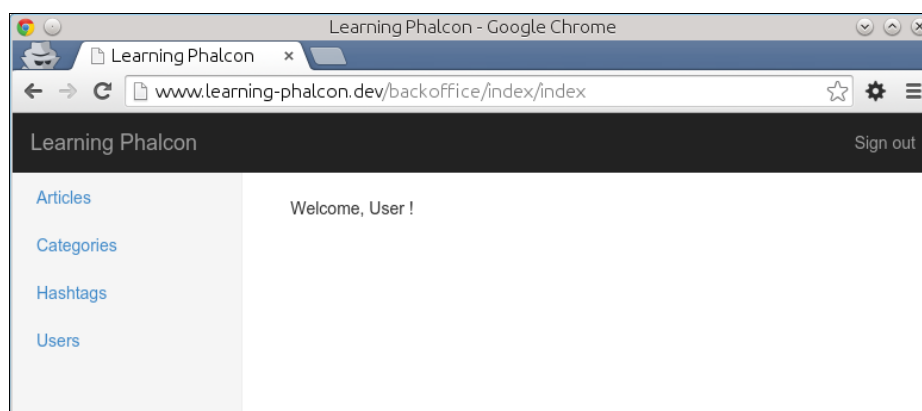 Learning Phalcon - Google Chrome
Learning Phalcon
www.learning-phalcon.dev/backoffice/index/index
Learning Phalcon Sign out
Articles
Welcome, User !
Categories
Hashtags
Users